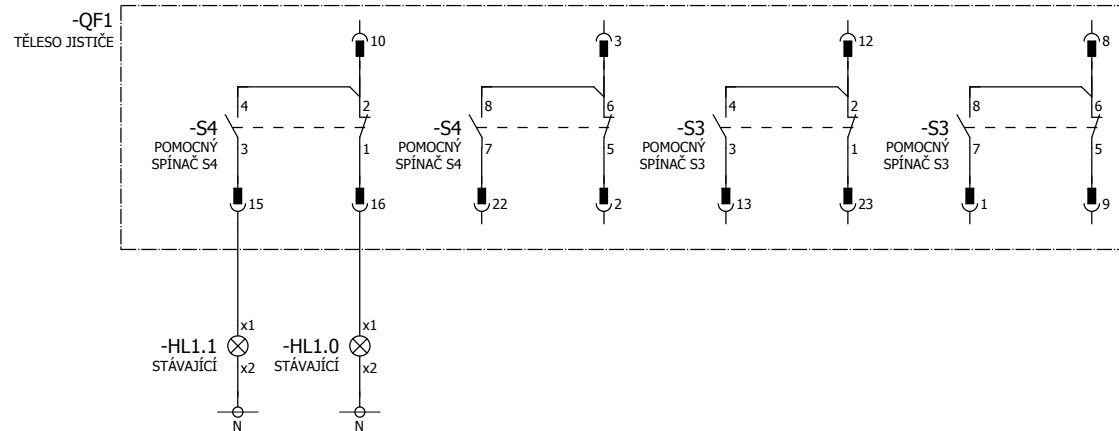 -QF1
TĚLESO JISTIČE
10
3
12
8
4
2
8
6
4
2
8
6
-S4
POMOCNÝ
SPÍNAČ S4
-S4
POMOCNÝ
SPÍNAČ S4
-S3
POMOCNÝ
SPÍNAČ S3
-S3
POMOCNÝ
SPÍNAČ S3
3
1
7
5
3
1
7
5
15
16
22
2
13
23
1
9
x1
x1
-HL1.1
STÁVAJÍCÍ
-HL1.0
STÁVAJÍCÍ
x2
x2
N
N